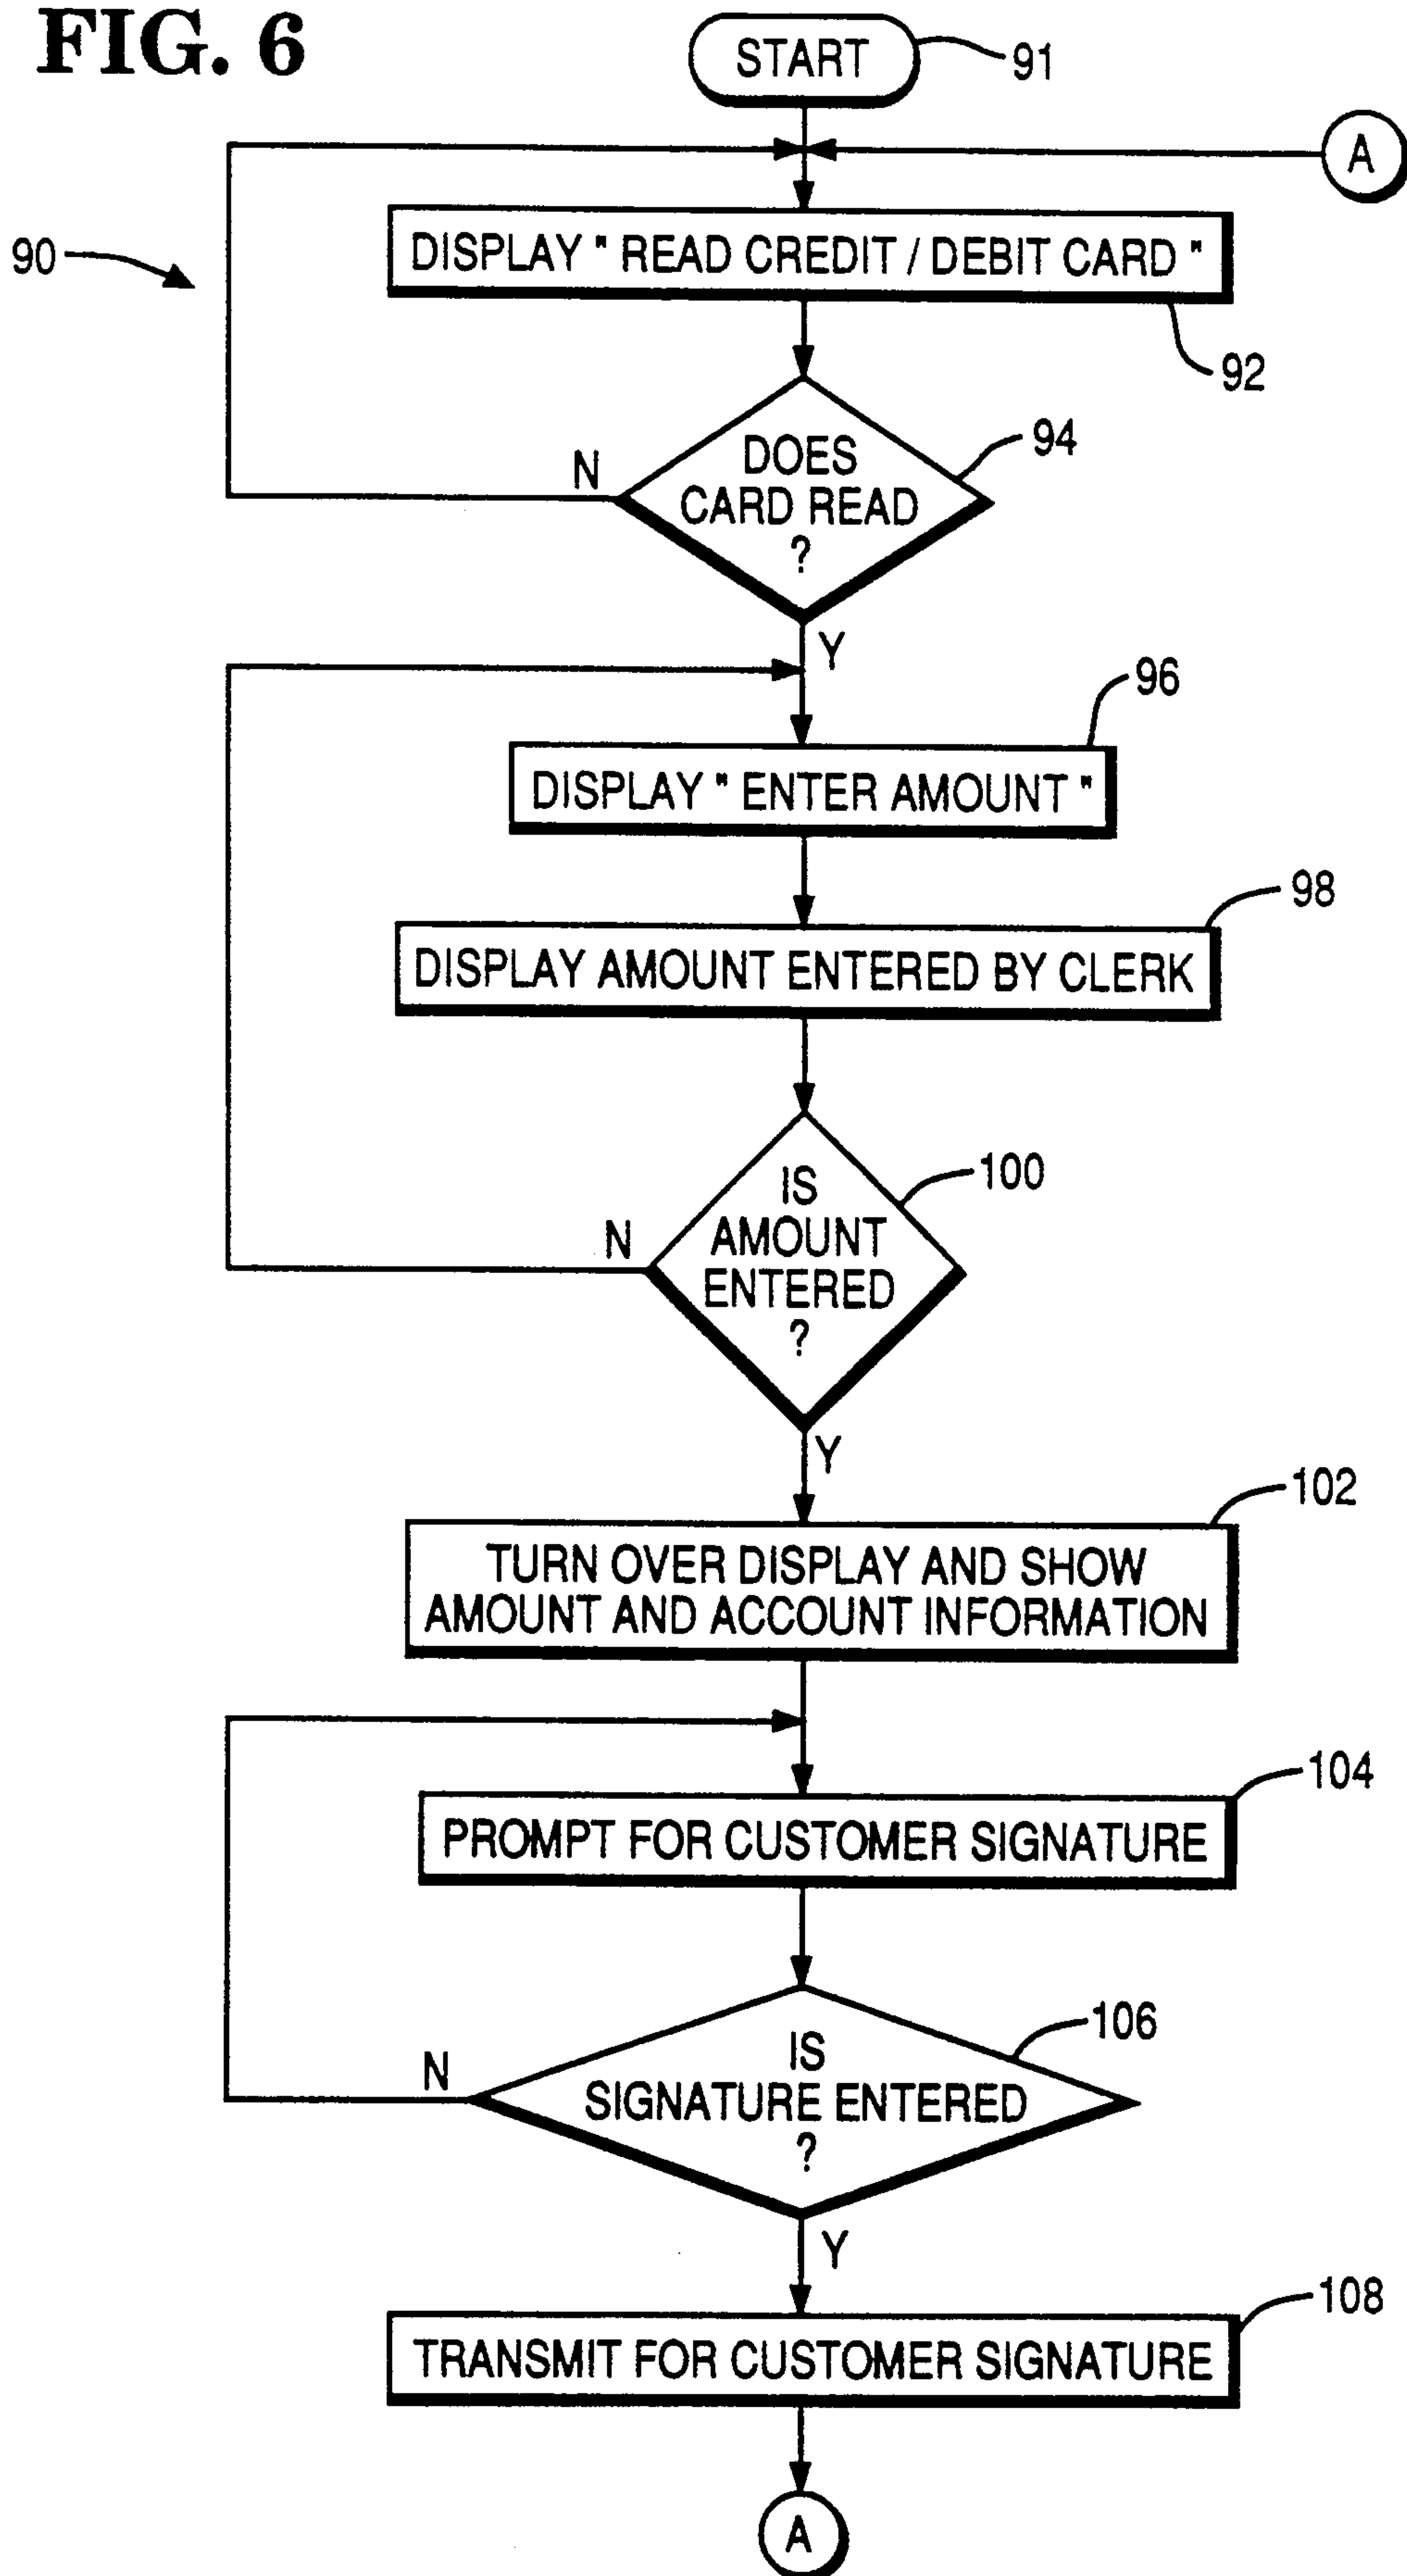 FIG. 6
START
91
A
90
DISPLAY " READ CREDIT / DEBIT CARD "
92
94
DOES
CARD READ
?
N
Y
96
DISPLAY " ENTER AMOUNT "
98
DISPLAY AMOUNT ENTERED BY CLERK
100
IS
AMOUNT
ENTERED
?
N
Y
102
TURN OVER DISPLAY AND SHOW
AMOUNT AND ACCOUNT INFORMATION
104
PROMPT FOR CUSTOMER SIGNATURE
106
IS
SIGNATURE ENTERED
?
N
Y
108
TRANSMIT FOR CUSTOMER SIGNATURE
A